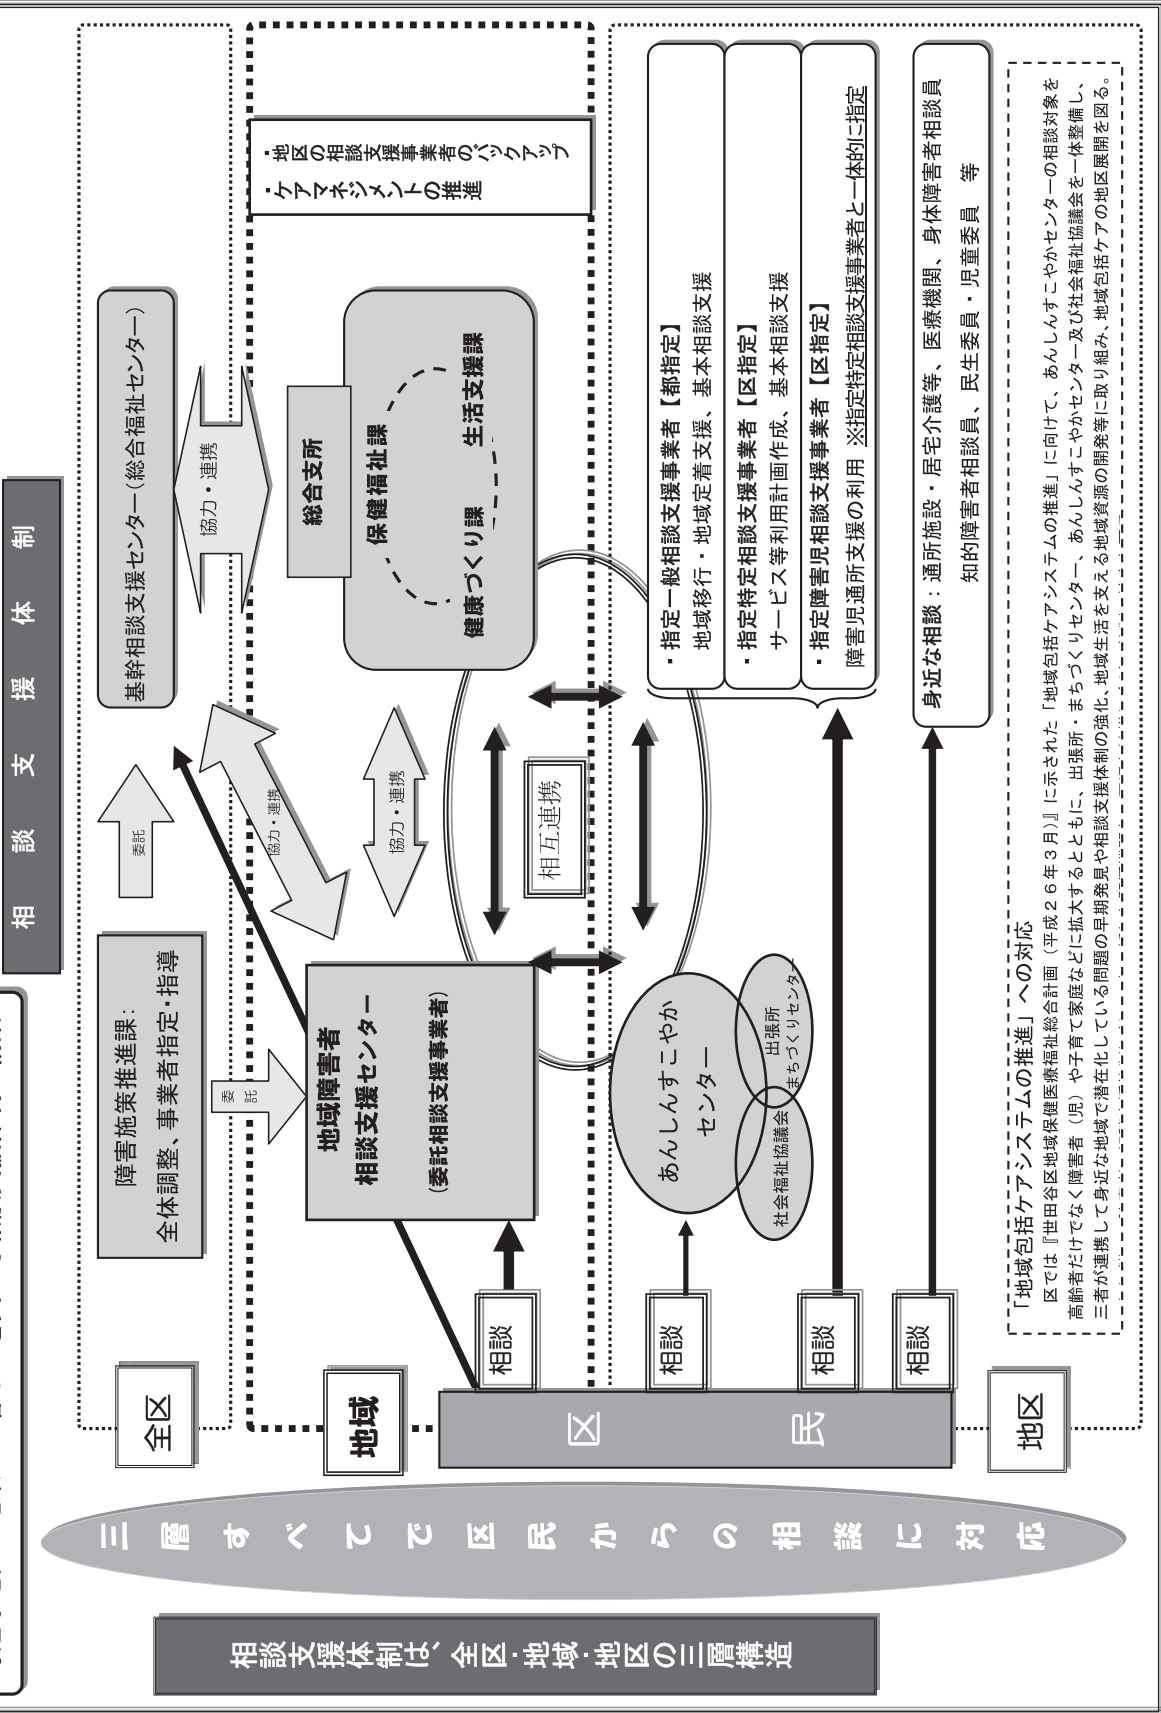 相談支援体制
全区
障害施策推進課：
全体調整、事業者指定・指導
委託
基幹相談支援センター（総合福祉センター）
委託
協力・連携
協力・連携
地域
地域障害者
相談支援センター
（委託相談支援事業者）
協力・連携
総合支所
保健福祉課
健康づくり課
生活支援課
・地区の相談支援事業者のバックアップ
・ケアマネジメントの推進
相互連携
区民
相談
相談
相談
相談
あんしんすこやか
センター
社会福祉協議会
出張所
まちづくりセンター
・指定一般相談支援事業者【都指定】
地域移行・地域定着支援、基本相談支援
・指定特定相談支援事業者【区指定】
サービス等利用計画作成、基本相談支援
・指定障害児相談支援事業者【区指定】
障害児通所支援の利用 ※指定特定相談支援事業者と一体的に指定
身近な相談：通所施設・居宅介護等、医療機関、身体障害者相談員
知的障害者相談員、民生委員・児童委員 等
地区
「地域包括ケアシステムの推進」への対応
区では『世田谷区地域保健医療福祉総合計画（平成２６年３月）』に示された「地域包括ケアシステムの推進」に向けて、あんしんすこやかセンターの相談対象を
高齢者だけでなく障害者（児）や子育て家庭などに拡大するとともに、出張所・まちづくりセンター、あんしんすこやかセンター及び社会福祉協議会を一体整備し、
三者が連携して身近な地域で潜在化している問題の早期発見や相談支援体制の強化、地域生活を支える地域資源の開発等に取り組み、地域包括ケアの地区展開を図る。
三層すべてで区民からの相談に対応
相談支援体制は、全区・地域・地区の三層構造